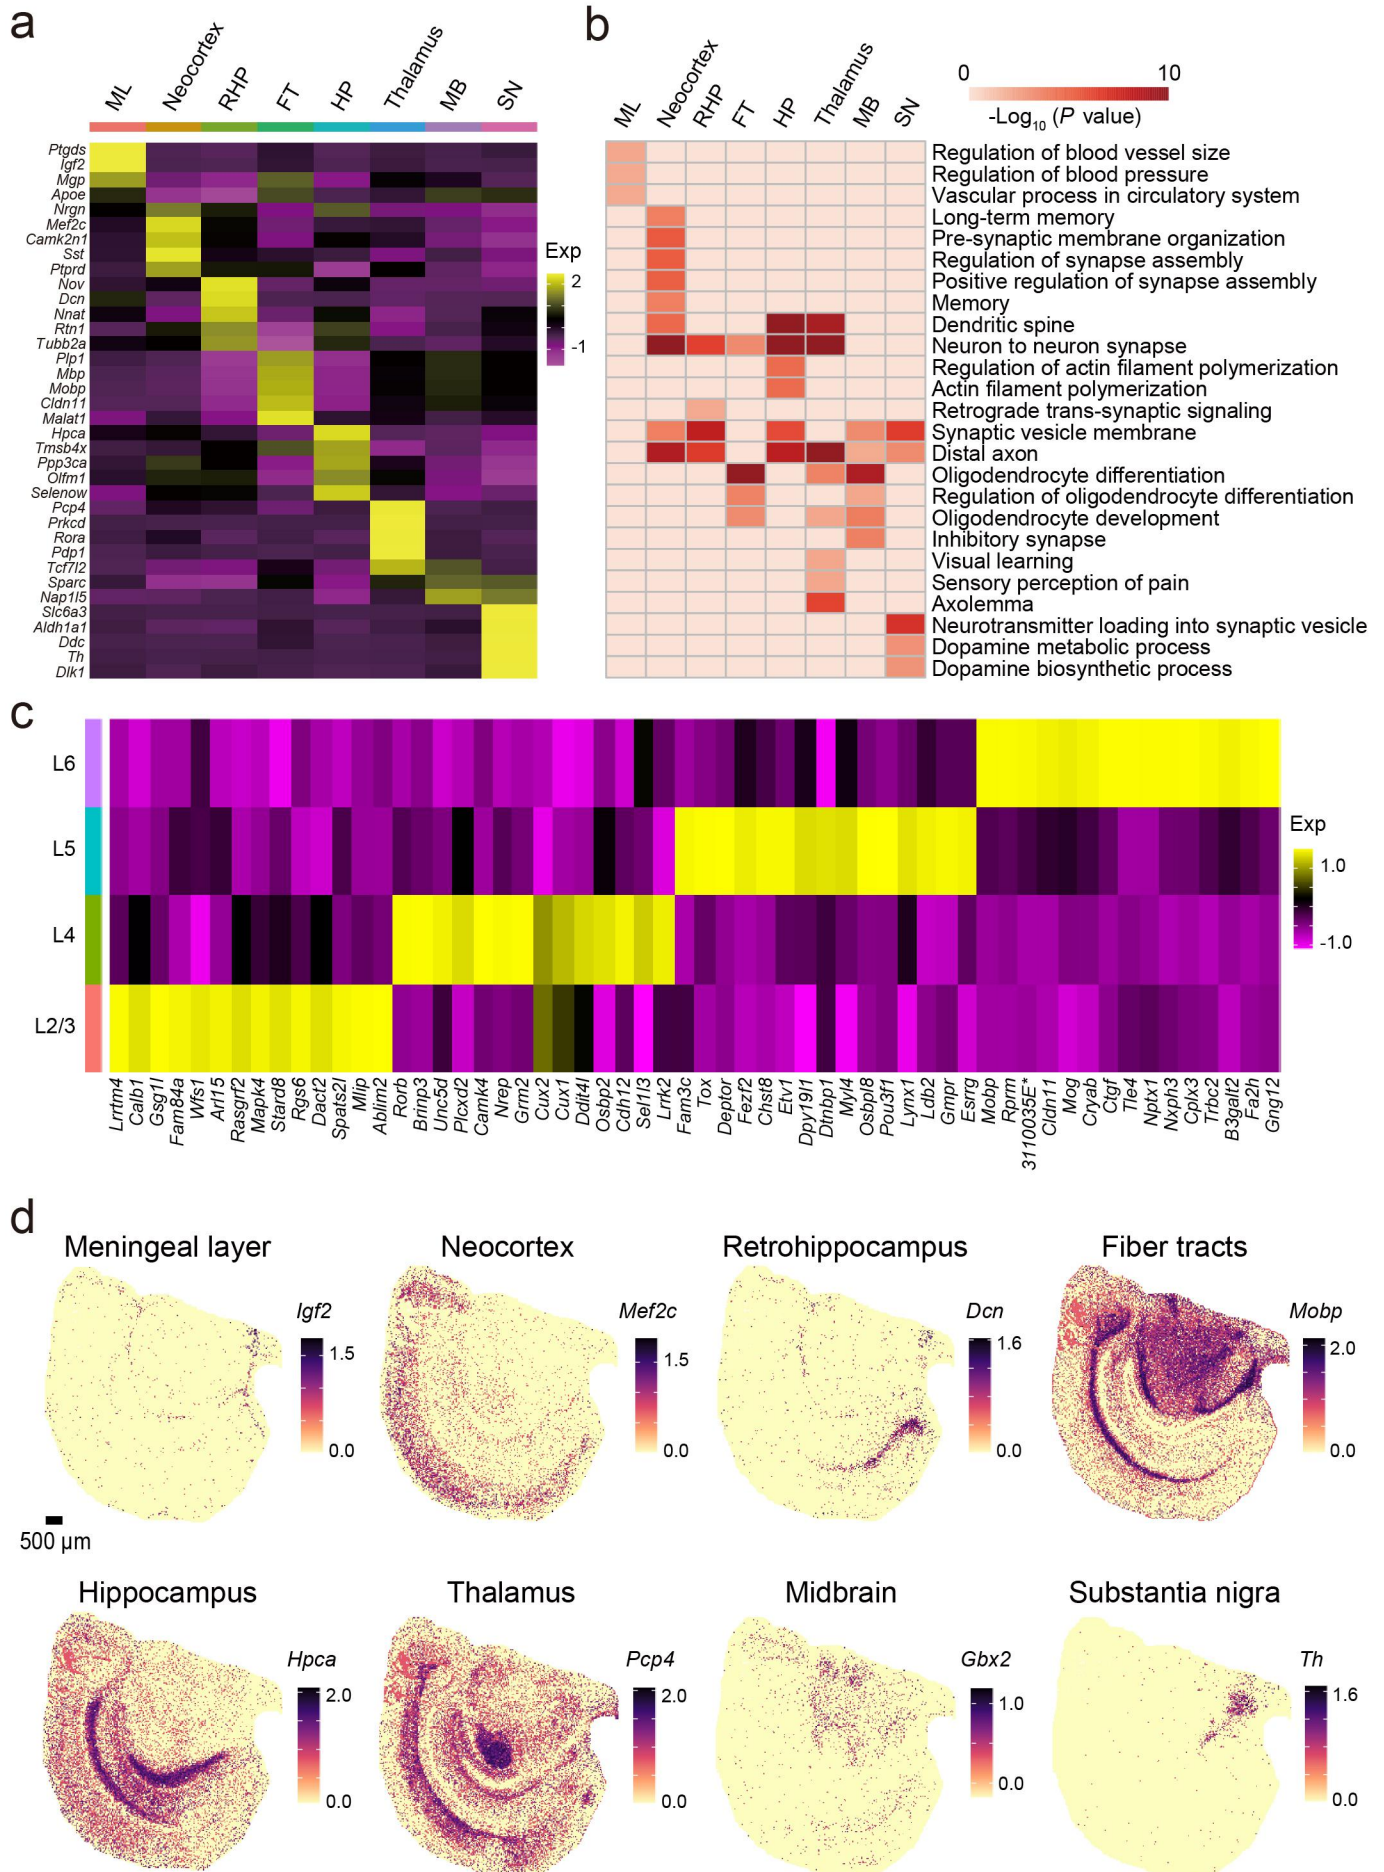 a
ML
Neocortex
RHP
FT
HP
Thalamus
MB
SN
Ptgds
Igf2
Mgp
Apoe
Nrgn
Mef2c
Camk2n1
Sst
Ptprd
Nov
Dcn
Nnat
Rtn1
Tubb2a
Plp1
Mbp
Mobp
Cldn11
Malat1
Hpca
Tmsb4x
Ppp3ca
Olfm1
Selenow
Pcp4
Prkcd
Rora
Pdp1
Tcf7l2
Sparc
Nap1l5
Slc6a3
Aldh1a1
Ddc
Th
Dlk1
Exp
2
-1
b
ML
Neocortex
RHP
FT
HP
Thalamus
MB
SN
0 10
-Log10 (P value)
Regulation of blood vessel size
Regulation of blood pressure
Vascular process in circulatory system
Long-term memory
Pre-synaptic membrane organization
Regulation of synapse assembly
Positive regulation of synapse assembly
Memory
Dendritic spine
Neuron to neuron synapse
Regulation of actin filament polymerization
Actin filament polymerization
Retrograde trans-synaptic signaling
Synaptic vesicle membrane
Distal axon
Oligodendrocyte differentiation
Regulation of oligodendrocyte differentiation
Oligodendrocyte development
Inhibitory synapse
Visual learning
Sensory perception of pain
Axolemma
Neurotransmitter loading into synaptic vesicle
Dopamine metabolic process
Dopamine biosynthetic process
c
L6
L5
L4
L2/3
Exp
1.0
-1.0
Lrrtm4
Calb1
Gsg1l
Fam84a
Wfs1
Arl15
Rasgrf2
Mapk4
Stard8
Rgs6
Dact2
Spats2l
Mlip
Ablim2
Rorb
Brinp3
Unc5d
Plcxd2
Camk4
Nrep
Grm2
Cux2
Cux1
Ddit4l
Osbp2
Cdh12
Sel1l3
Lrrk2
Fam3c
Tox
Deptor
Fezf2
Chst8
Etv1
Dpy19l1
Dtnbp1
Myl4
Osbpl8
Pou3f1
Lynx1
Ldb2
Gmpr
Esrrg
Mobp
Rprm
3110035E*
Cldn11
Mog
Cryab
Ctgf
Tle4
Nptx1
Nxph3
Cplx3
Trbc2
B3galt2
Fa2h
Gng12
d
Meningeal layer
Igf2
1.5
0.0
Neocortex
Mef2c
1.5
0.0
Retrohippocampus
Dcn
1.6
0.0
Fiber tracts
Mobp
2.0
0.0
500 µm
Hippocampus
Hpca
2.0
0.0
Thalamus
Pcp4
2.0
0.0
Midbrain
Gbx2
1.0
0.0
Substantia nigra
Th
1.6
0.0